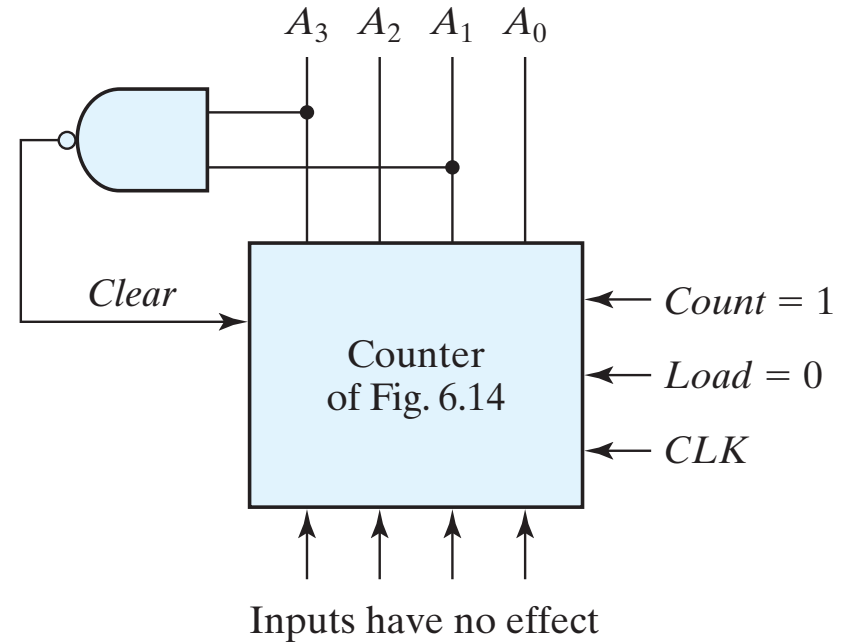 A₃ A₂ A₁ A₀
Clear
Count = 1
Counter
of Fig. 6.14
Load = 0
CLK
Inputs have no effect